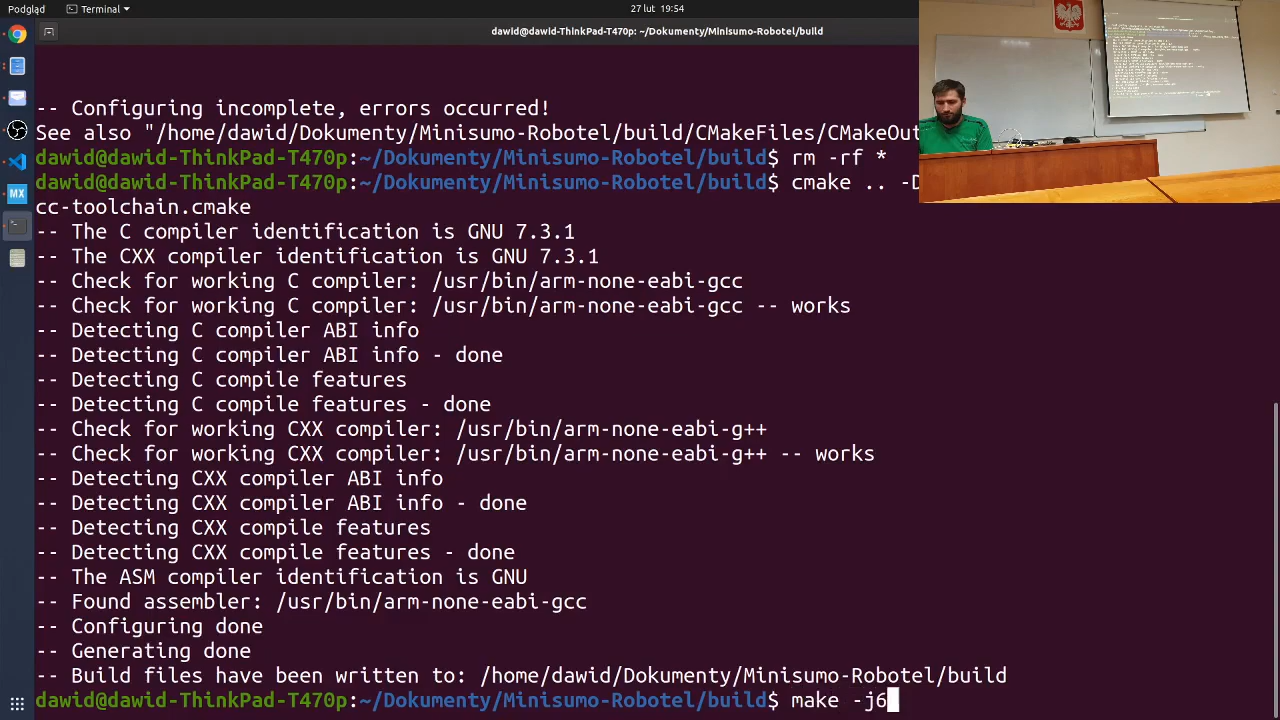 Podgląd
Terminal
27 lut 19:54
dawid@dawid-ThinkPad-T470p: ~/Dokumenty/Minisumo-Robotel/build
-- Configuring incomplete, errors occurred!
See also "/home/dawid/Dokumenty/Minisumo-Robotel/build/CMakeFiles/CMakeOut
dawid@dawid-ThinkPad-T470p:~/Dokumenty/Minisumo-Robotel/build$ rm -rf *
dawid@dawid-ThinkPad-T470p:~/Dokumenty/Minisumo-Robotel/build$ cmake .. -D
cc-toolchain.cmake
-- The C compiler identification is GNU 7.3.1
-- The CXX compiler identification is GNU 7.3.1
-- Check for working C compiler: /usr/bin/arm-none-eabi-gcc
-- Check for working C compiler: /usr/bin/arm-none-eabi-gcc -- works
-- Detecting C compiler ABI info
-- Detecting C compiler ABI info - done
-- Detecting C compile features
-- Detecting C compile features - done
-- Check for working CXX compiler: /usr/bin/arm-none-eabi-g++
-- Check for working CXX compiler: /usr/bin/arm-none-eabi-g++ -- works
-- Detecting CXX compiler ABI info
-- Detecting CXX compiler ABI info - done
-- Detecting CXX compile features
-- Detecting CXX compile features - done
-- The ASM compiler identification is GNU
-- Found assembler: /usr/bin/arm-none-eabi-gcc
-- Configuring done
-- Generating done
-- Build files have been written to: /home/dawid/Dokumenty/Minisumo-Robotel/build
dawid@dawid-ThinkPad-T470p:~/Dokumenty/Minisumo-Robotel/build$ make -j6
MX